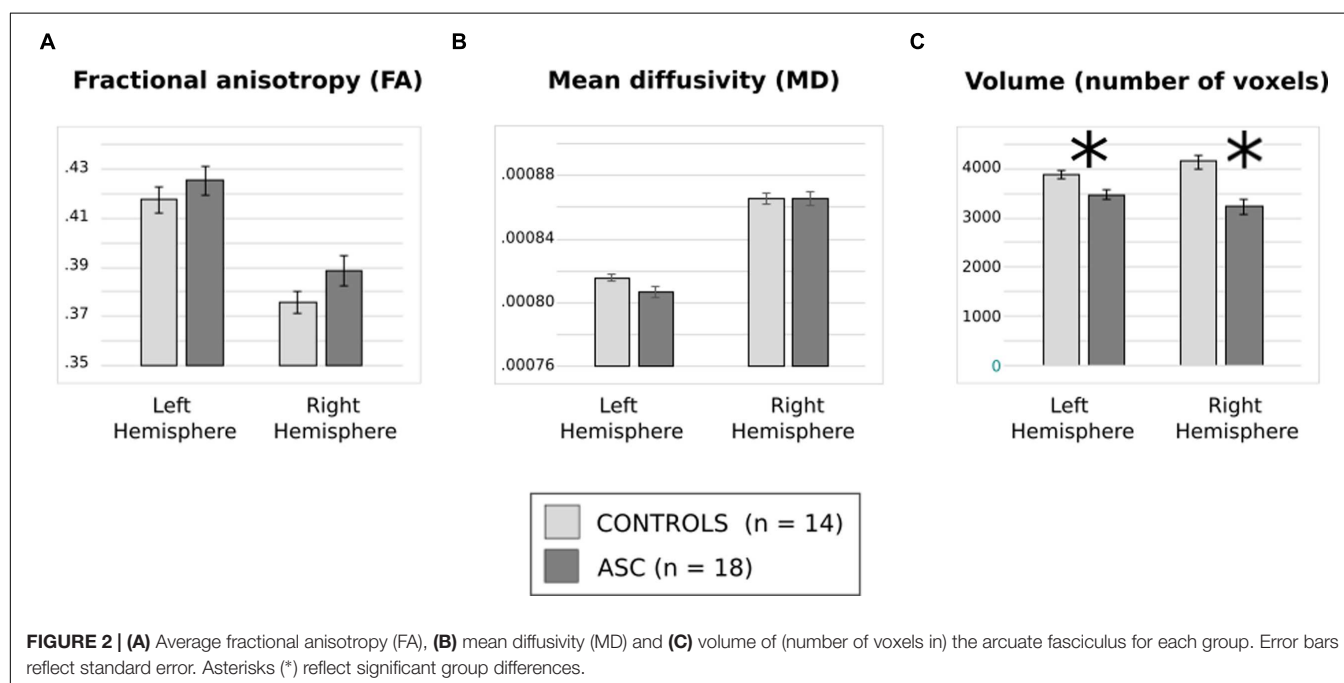 A
B
C
Fractional anisotropy (FA)
Mean diffusivity (MD)
Volume (number of voxels)
.43
.41
.39
.37
.35
Left
Hemisphere
Right
Hemisphere
.00088
.00084
.00080
.00076
Left
Hemisphere
Right
Hemisphere
4000
3000
2000
1000
0
*
*
Left
Hemisphere
Right
Hemisphere
CONTROLS (n = 14)
ASC (n = 18)
FIGURE 2 | (A) Average fractional anisotropy (FA), (B) mean diffusivity (MD) and (C) volume of (number of voxels in) the arcuate fasciculus for each group. Error bars
reflect standard error. Asterisks (*) reflect significant group differences.